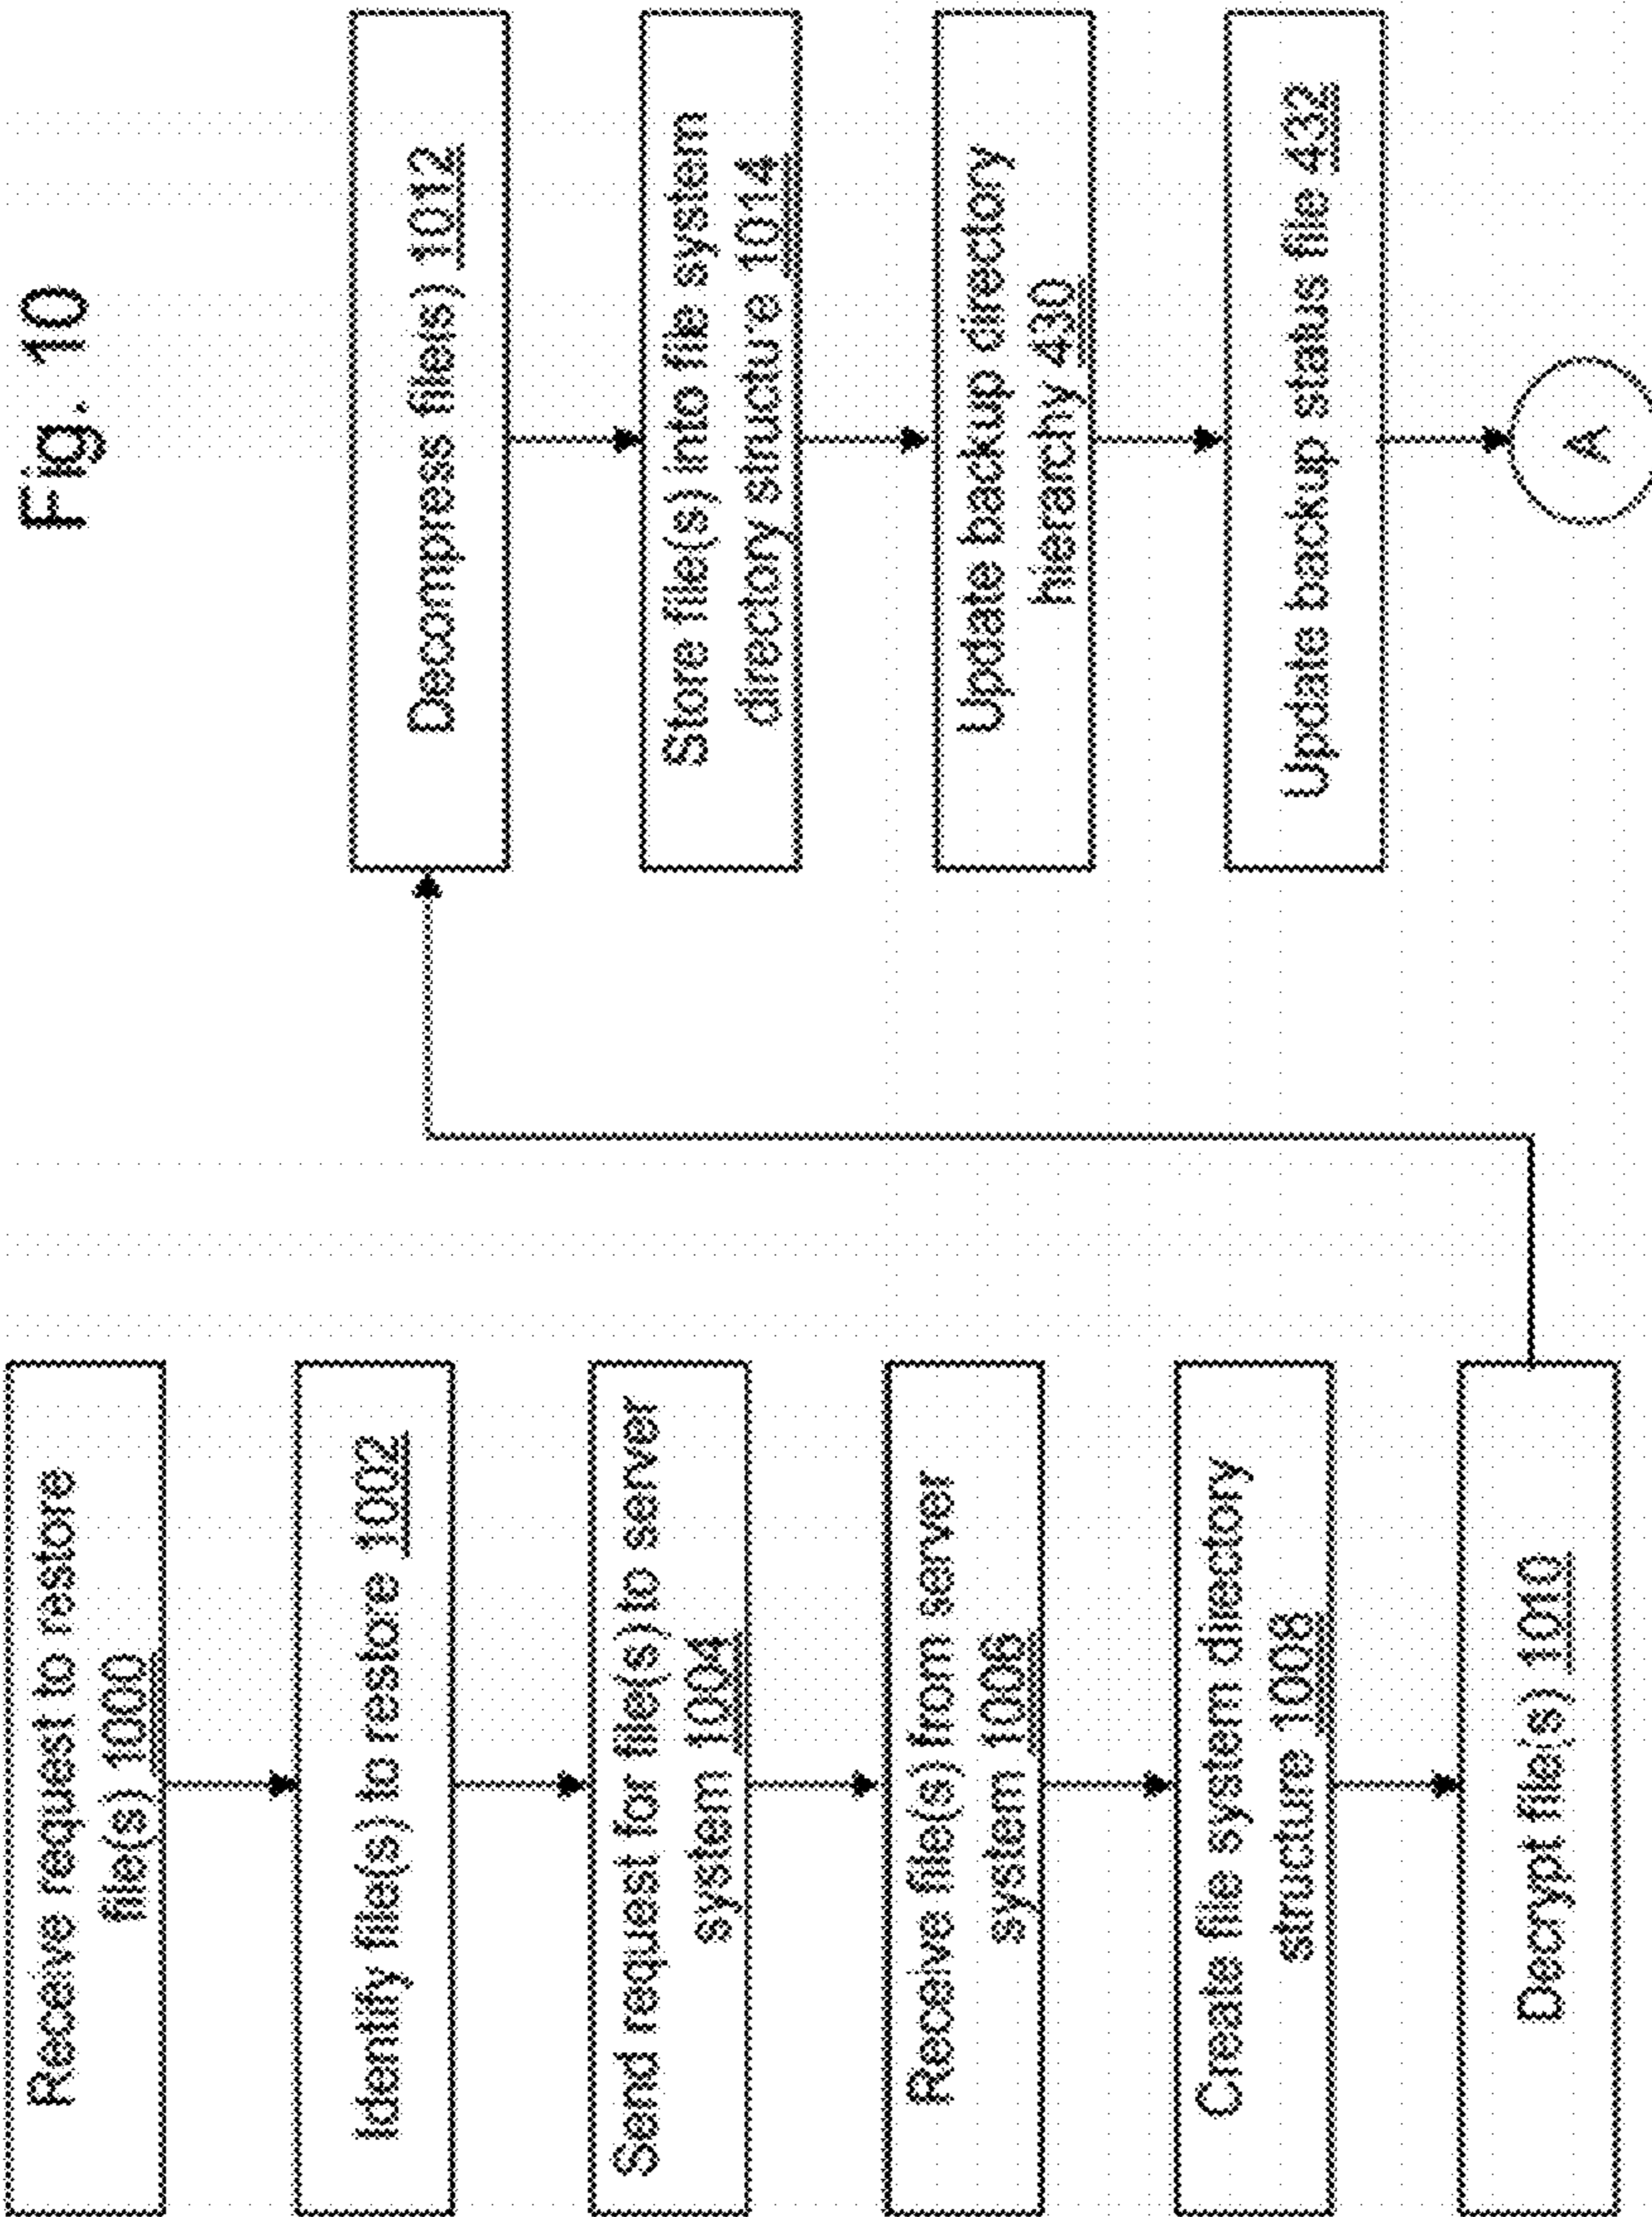 Fig. 10
Receive request to restore
file(s) 1000
Identify file(s) to restore 1002
Send request for file(s) to server
system 1004
Receive file(s) from server
system 1006
Create file system directory
structure 1008
Decrypt file(s) 1010
Decompress file(s) 1012
Store file(s) into file system
directory structure 1014
Update backup directory
hierarchy 430
Update backup status file 432
A